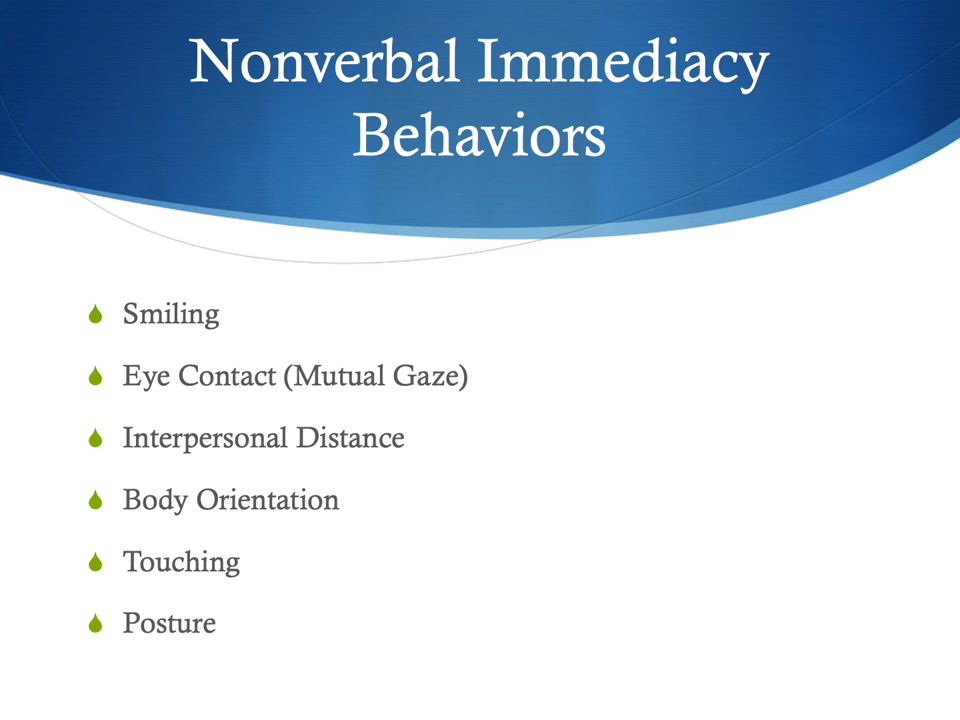 Nonverbal Immediacy
Behaviors
Smiling
Eye Contact (Mutual Gaze)
Interpersonal Distance
Body Orientation
Touching
Posture